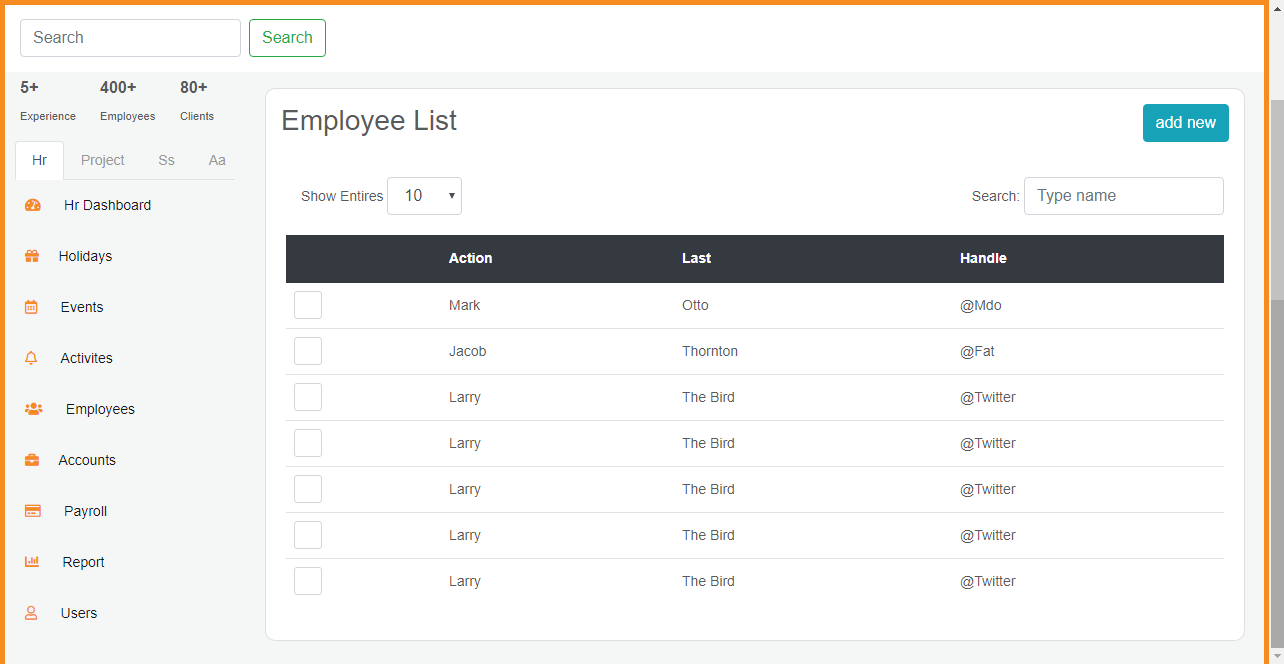 Search Search
5+ 400+ 80+
Experience Employees Clients
Hr Project Ss Aa
Hr Dashboard
Holidays
Events
Activites
Employees
Accounts
Payroll
Report
Users
Employee List add new
Show Entires 10 Search: Type name
Action Last Handle
Mark Otto @Mdo
Jacob Thornton @Fat
Larry The Bird @Twitter
Larry The Bird @Twitter
Larry The Bird @Twitter
Larry The Bird @Twitter
Larry The Bird @Twitter